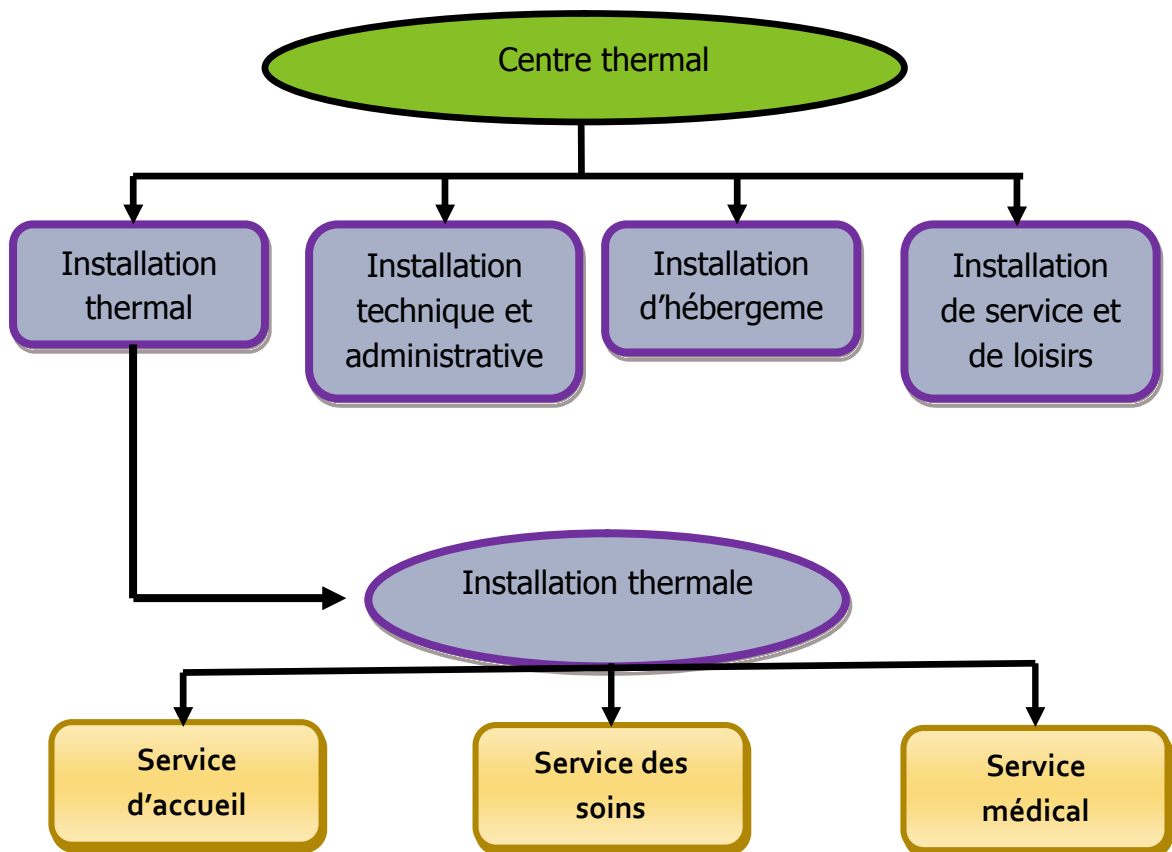 Centre thermal
Installation
thermal
Installation
technique et
administrative
Installation
d’hébergeme
Installation
de service et
de loisirs
Installation thermale
Service
d’accueil
Service des
soins
Service
médical